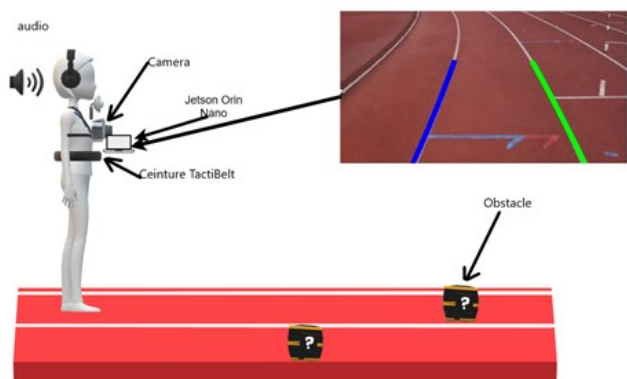 audio
Camera
Jetson Orin
Nano
Ceinture TactiBelt
Obstacle
?
?